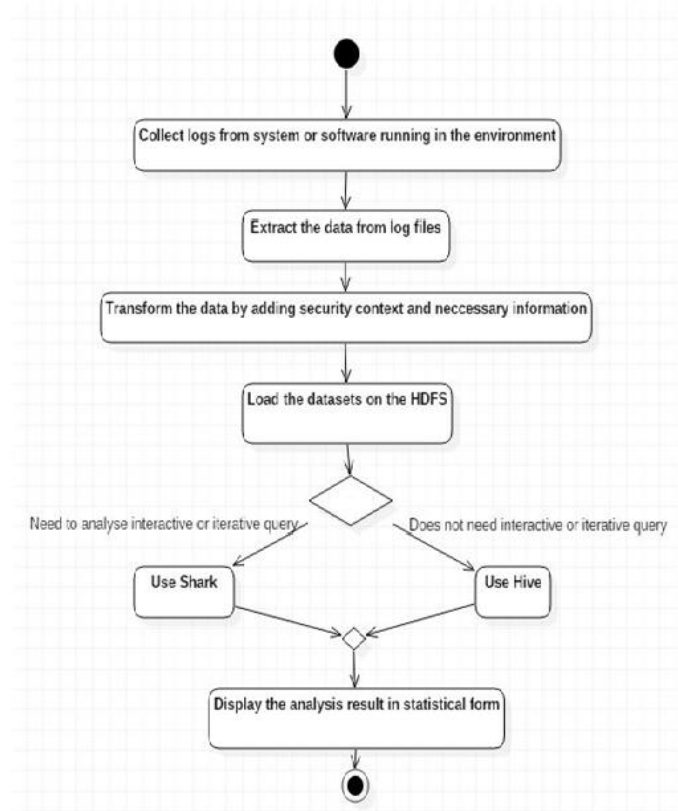 Collect logs from system or software running in the environment
Extract the data from log files
Transform the data by adding security context and neccessary information
Load the datasets on the HDFS
Need to analyse interactive or iterative query
Does not need interactive or iterative query
Use Shark
Use Hive
Display the analysis result in statistical form